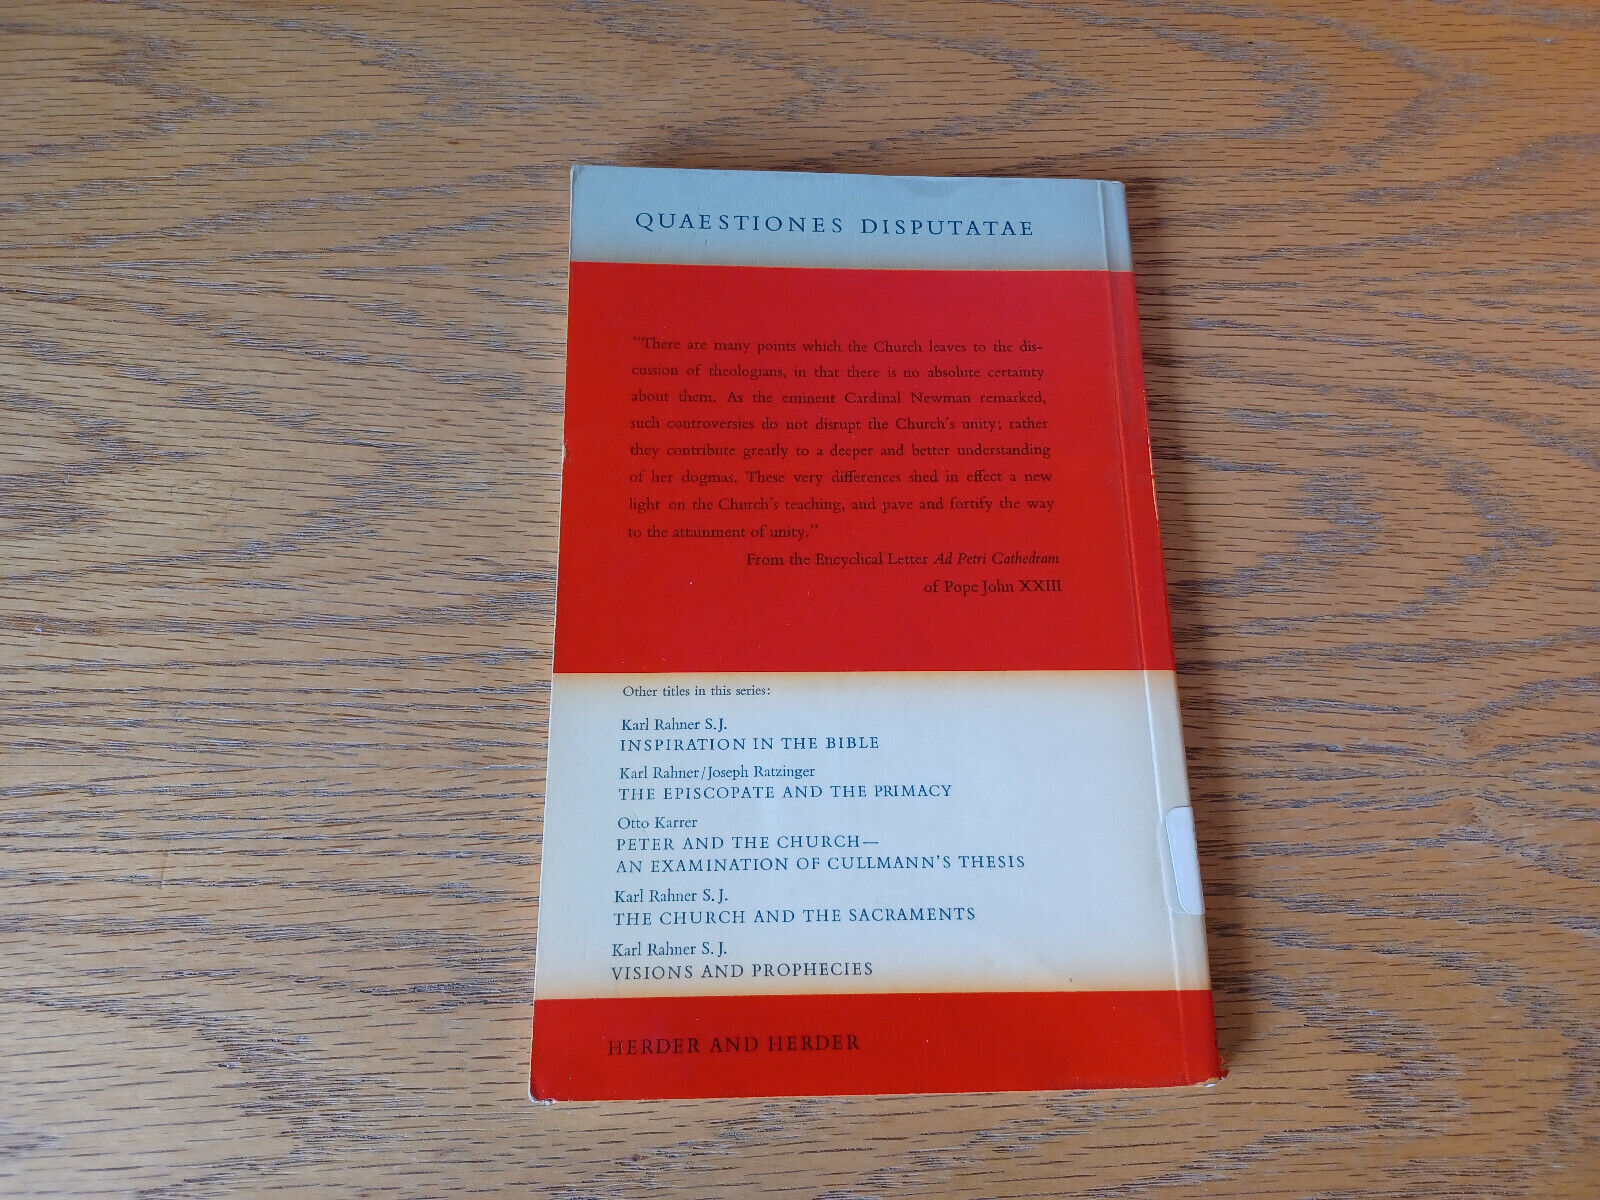 QUAESTIONES DISPUTATAE
“There are many points which the Church leaves to the dis-
cussion of theologians, in that there is no absolute certainty
about them. As the eminent Cardinal Newman remarked,
such controversies do not disrupt the Church’s unity; rather
they contribute greatly to a deeper and better understanding
of her dogmas. These very differences shed in effect a new
light on the Church’s teaching, and pave and fortify the way
to the attainment of unity.”
From the Encyclical Letter Ad Petri Cathedram
of Pope John XXIII
Other titles in this series:
Karl Rahner S.J.
INSPIRATION IN THE BIBLE
Karl Rahner/Joseph Ratzinger
THE EPISCOPATE AND THE PRIMACY
Otto Karrer
PETER AND THE CHURCH—
AN EXAMINATION OF CULLMANN’S THESIS
Karl Rahner S.J.
THE CHURCH AND THE SACRAMENTS
Karl Rahner S.J.
VISIONS AND PROPHECIES
HERDER AND HERDER